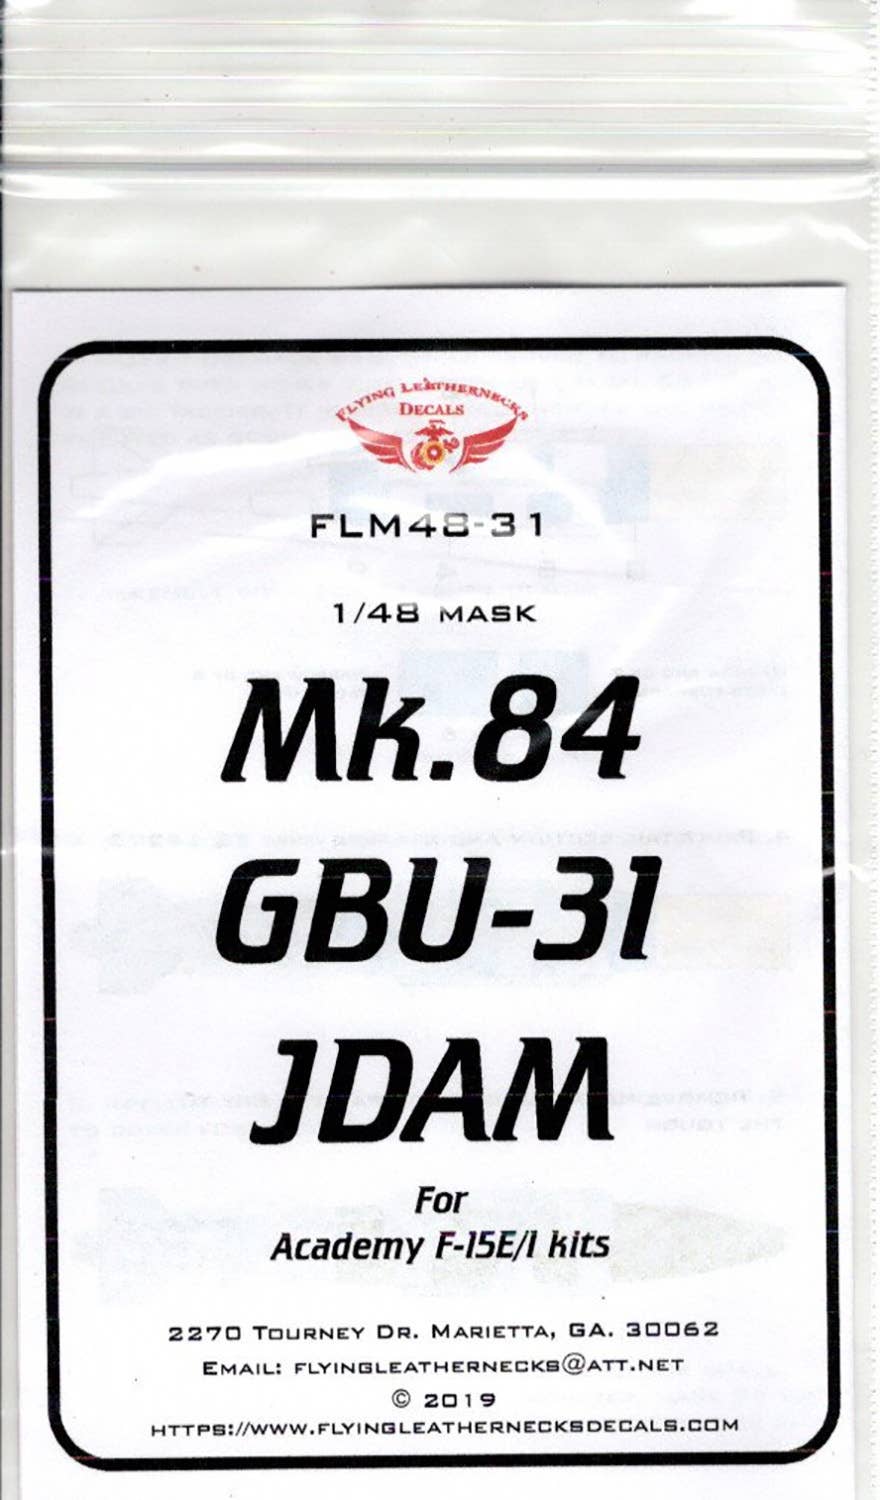 FLYING LEATHERNECKS
DECALS
FLM48-31
1/48 MASK
Mk.84
GBU-31
JDAM
For
Academy F-15E/I kits
2270 TOURNEY DR. MARIETTA, GA. 30062
EMAIL: FLYINGLEATHERNECKS@ATT.NET
© 2019
HTTPS://WWW.FLYINGLEATHERNECKSDECALS.COM